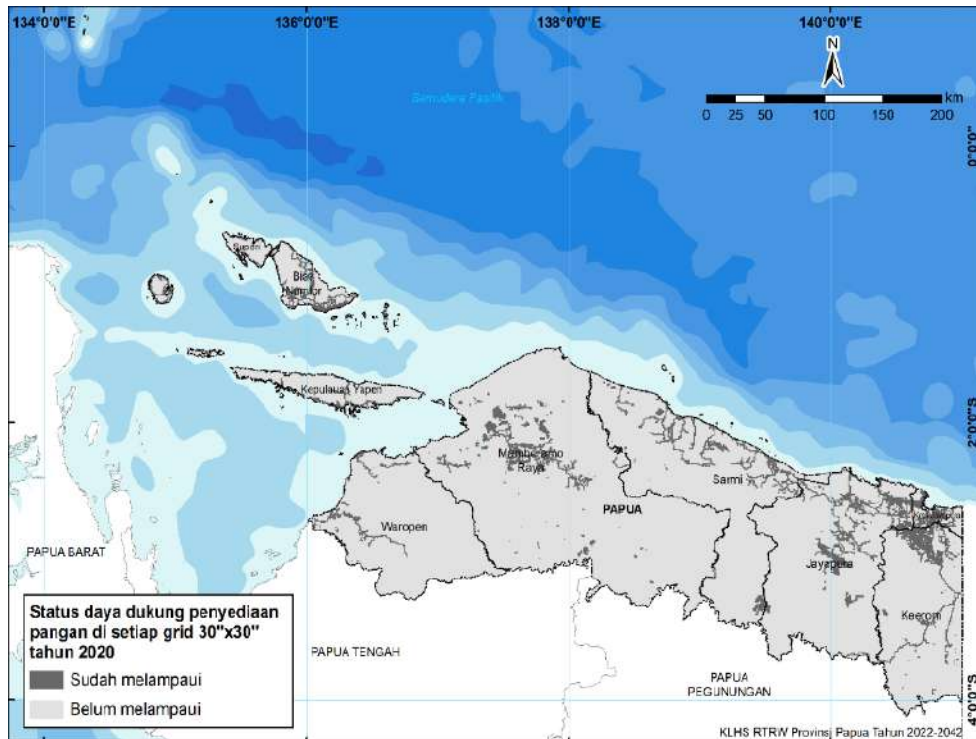 134°0'0"E
136°0'0"E
138°0'0"E
140°0'0"E
N
km
0 25 50 100 150 200
Samudera Pasifik
0°0'0"
Supiori
Biak
Numfor
Kepulauan Yapen
2°0'0"S
Memberamo
Raya
Sarmi
PAPUA
Waropen
Jayapura
Keerom
PAPUA BARAT
PAPUA TENGAH
PAPUA
PEGUNUNGAN
4°0'0"S
Status daya dukung penyediaan
pangan di setiap grid 30"x30"
tahun 2020
Sudah melampaui
Belum melampaui
KLHS RTRW Provinsi Papua Tahun 2022-2042